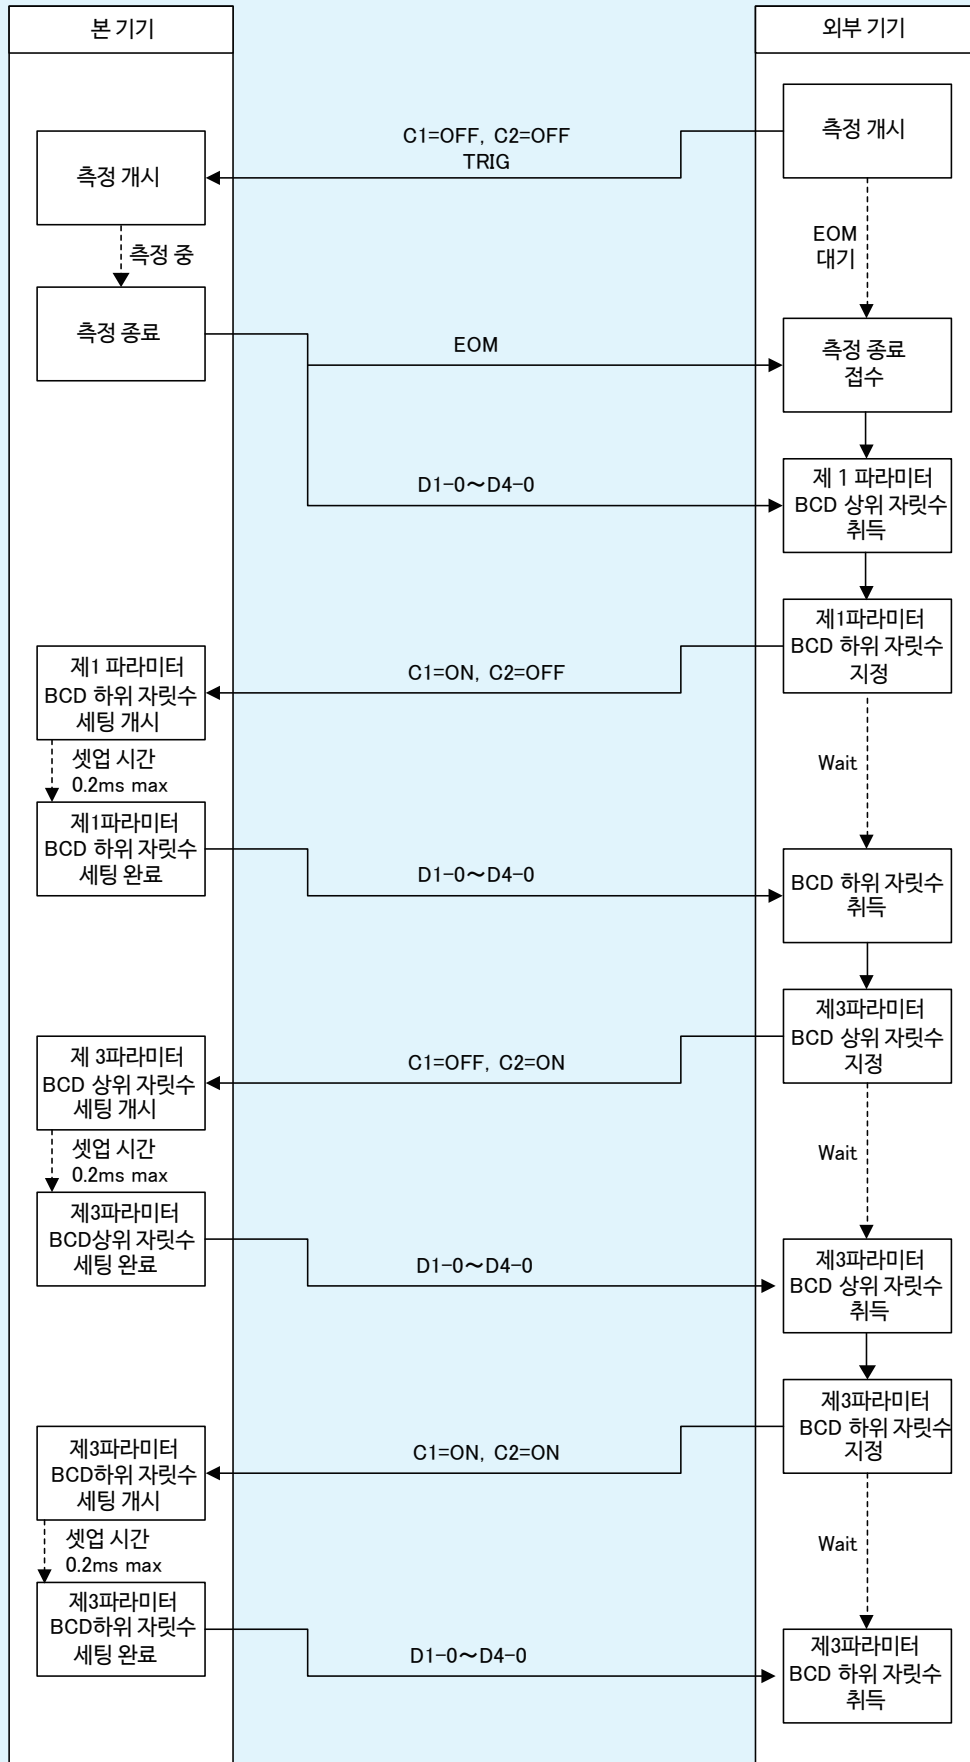 본 기기
외부 기기
측정 개시
C1=OFF, C2=OFF
TRIG
측정 개시
EOM
대기
측정 중
측정 종료
EOM
측정 종료
접수
D1-0~D4-0
제 1 파라미터
BCD 상위 자릿수
취득
제1파라미터
BCD 하위 자릿수
지정
C1=ON, C2=OFF
제1 파라미터
BCD 하위 자릿수
세팅 개시
셋업 시간
0.2ms max
Wait
제1파라미터
BCD 하위 자릿수
세팅 완료
D1-0~D4-0
BCD 하위 자릿수
취득
제3파라미터
BCD 상위 자릿수
지정
C1=OFF, C2=ON
제 3파라미터
BCD 상위 자릿수
세팅 개시
셋업 시간
0.2ms max
Wait
제3파라미터
BCD상위 자릿수
세팅 완료
D1-0~D4-0
제3파라미터
BCD 상위 자릿수
취득
제3파라미터
BCD 하위 자릿수
지정
C1=ON, C2=ON
제3파라미터
BCD하위 자릿수
세팅 개시
셋업 시간
0.2ms max
Wait
제3파라미터
BCD하위 자릿수
세팅 완료
D1-0~D4-0
제3파라미터
BCD 하위 자릿수
취득